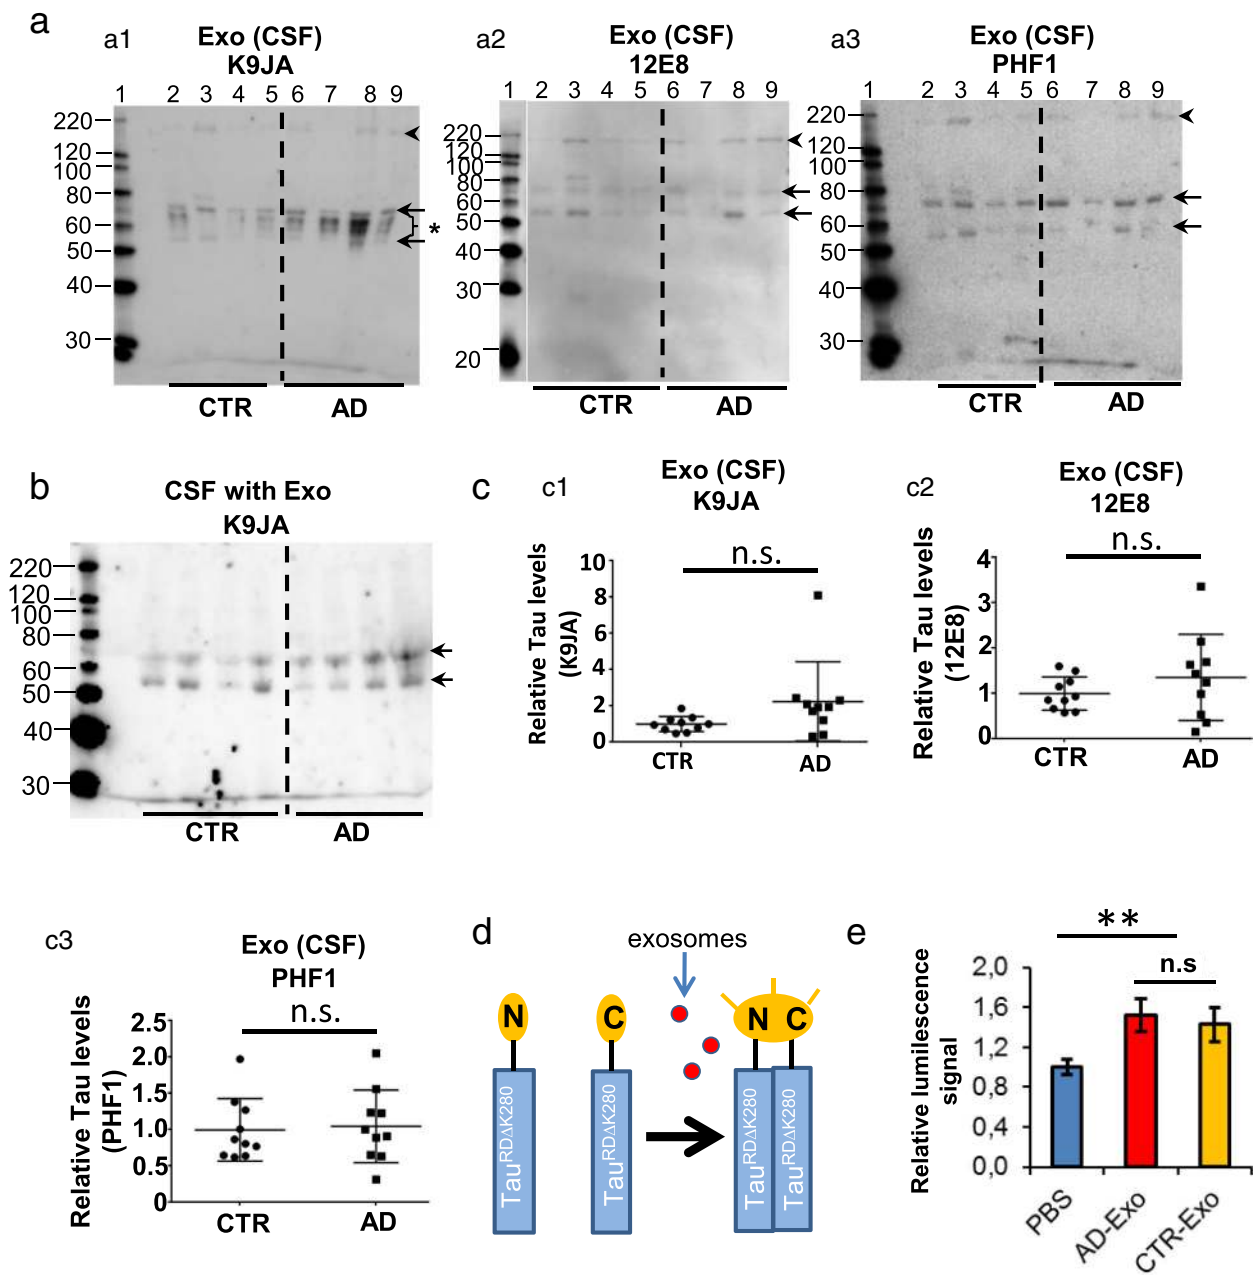 a
a1
Exo (CSF)
K9JA
1 2 3 4 5 6 7 8 9
220
120
100
80
60
50
40
30
*
CTR AD
a2
Exo (CSF)
12E8
1 2 3 4 5 6 7 8 9
220
120
100
80
60
50
40
30
20
CTR AD
a3
Exo (CSF)
PHF1
1 2 3 4 5 6 7 8 9
220
120
100
80
60
50
40
30
CTR AD
b
CSF with Exo
K9JA
220
120
100
80
60
50
40
30
CTR AD
c
c1
Exo (CSF)
K9JA
n.s.
Relative Tau levels
(K9JA)
10
8
6
4
2
0
CTR AD
c2
Exo (CSF)
12E8
n.s.
Relative Tau levels
(12E8)
4
3
2
1
0
CTR AD
c3
Exo (CSF)
PHF1
n.s.
Relative Tau levels
(PHF1)
2.5
2.0
1.5
1.0
0.5
0
CTR AD
d
exosomes
N C N C
Tau^RDΔK280
Tau^RDΔK280
Tau^RDΔK280
Tau^RDΔK280
e
**
n.s
Relative lumilescence
signal
2,0
1,6
1,2
0,8
0,4
0,0
PBS
AD-Exo
CTR-Exo